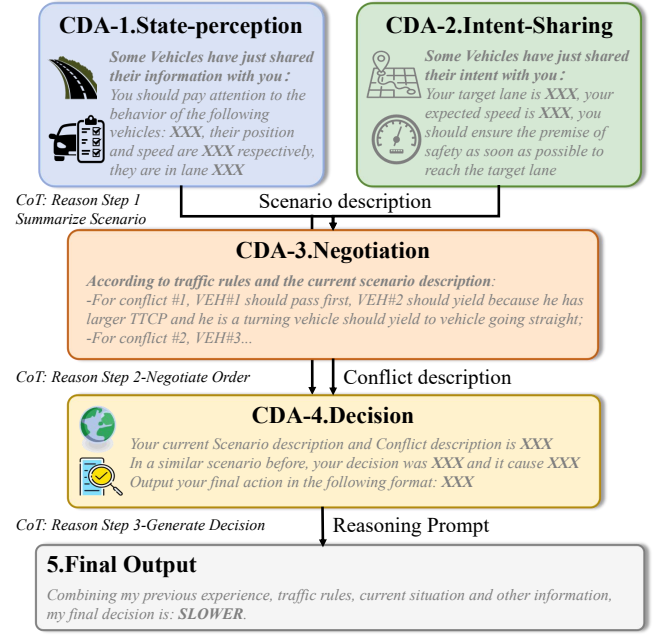 CDA-1.State-perception
Some Vehicles have just shared
their information with you:
You should pay attention to the
behavior of the following
vehicles: XXX, their position
and speed are XXX respectively,
they are in lane XXX
CDA-2.Intent-Sharing
Some Vehicles have just shared
their intent with you:
Your target lane is XXX, your
expected speed is XXX, you
should ensure the premise of
safety as soon as possible to
reach the target lane
CoT: Reason Step 1
Summarize Scenario
Scenario description
CDA-3.Negotiation
According to traffic rules and the current scenario description:
-For conflict #1, VEH#1 should pass first, VEH#2 should yield because he has
larger TTCP and he is a turning vehicle should yield to vehicle going straight;
-For conflict #2, VEH#3...
CoT: Reason Step 2-Negotiate Order
Conflict description
CDA-4.Decision
Your current Scenario description and Conflict description is XXX
In a similar scenario before, your decision was XXX and it cause XXX
Output your final action in the following format: XXX
CoT: Reason Step 3-Generate Decision
Reasoning Prompt
5.Final Output
Combining my previous experience, traffic rules, current situation and other information,
my final decision is: SLOWER.